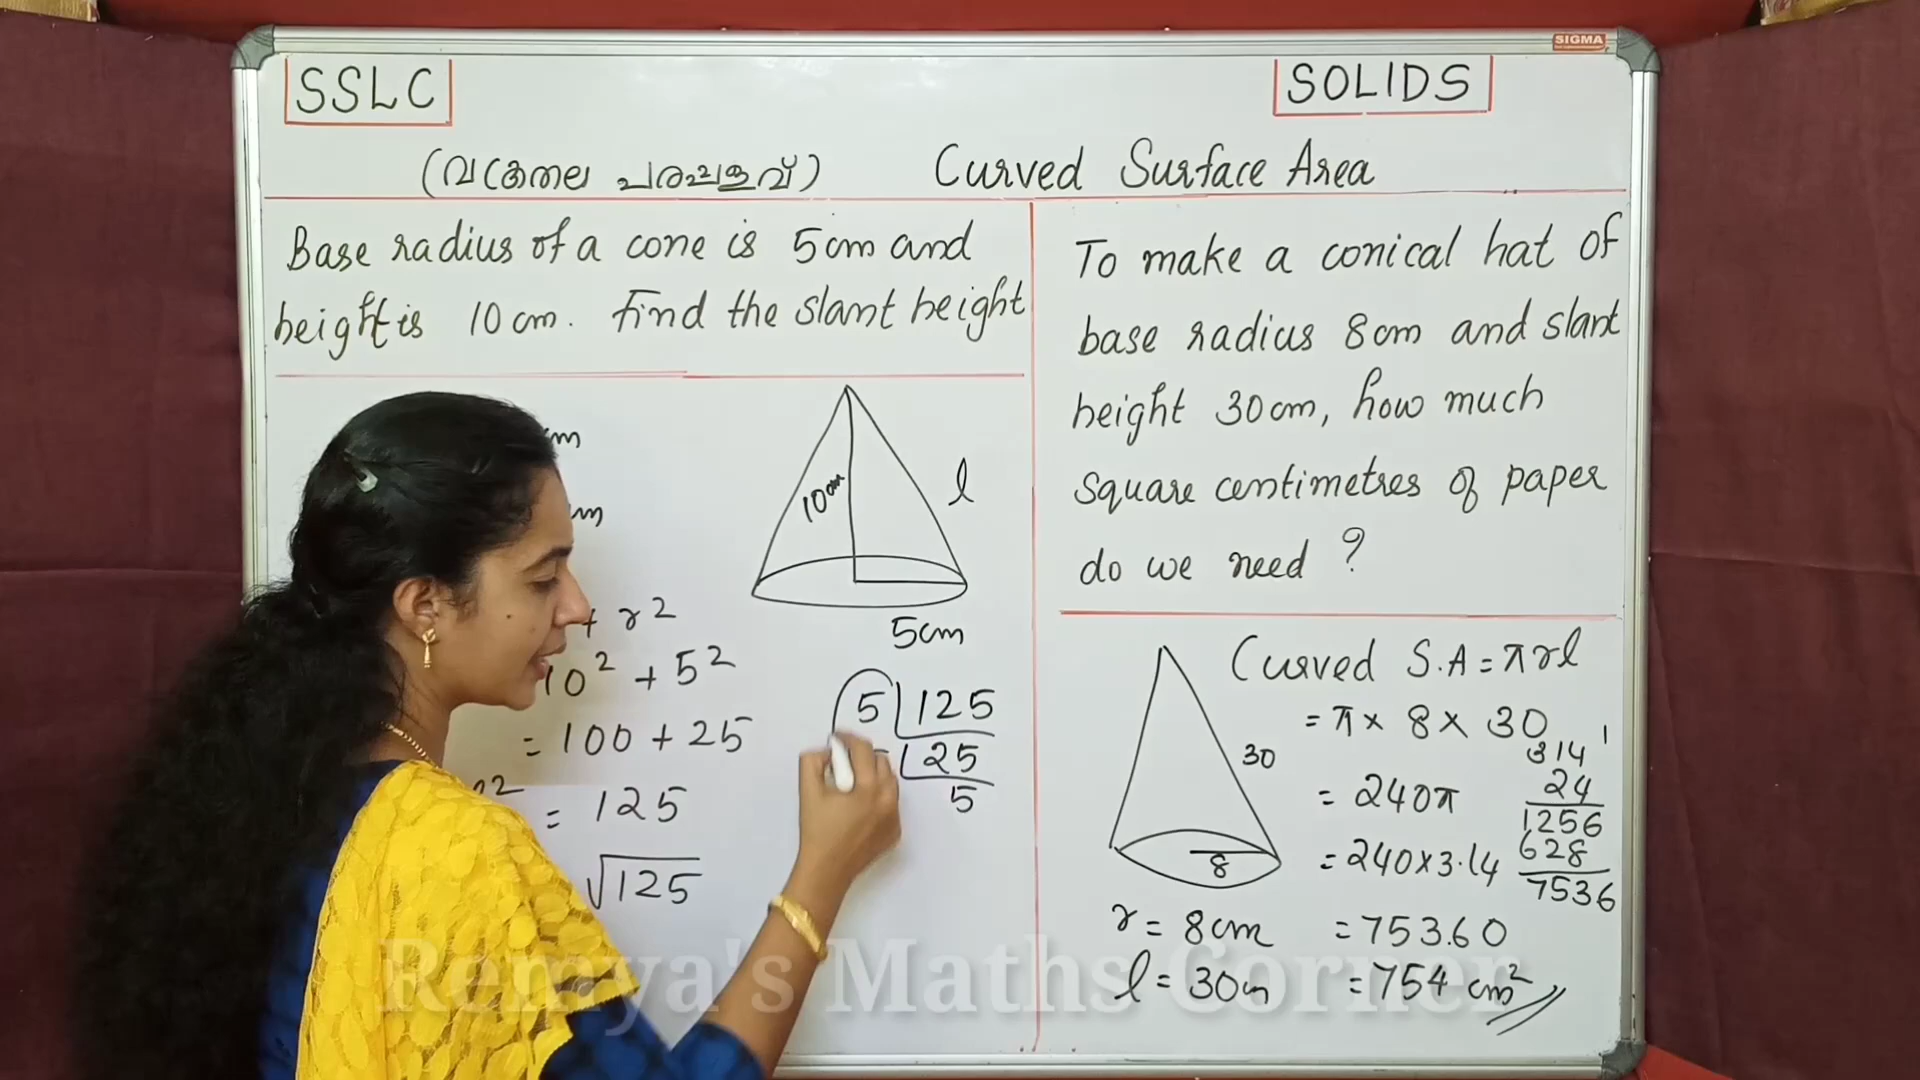 SIGMA
SSLC
SOLIDS
(വക്രതല പരപ്പളവ്) Curved Surface Area
Base radius of a cone is 5cm and
height is 10 cm. Find the slant height
cm
m
10cm
l
5cm
+ r2
10² + 5²
= 100 + 25
² = 125
√125
5 125
25
5
To make a conical hat of
base radius 8cm and slant
height 30cm, how much
square centimetres of paper
do we need ?
Curved S.A = πrl
= π× 8 × 30
= 240π
= 240×3.14
= 753.60
= 754 cm²
314 1
24
1256
628
7536
30
8
r = 8cm
l = 30cm
Remya's Maths Corner